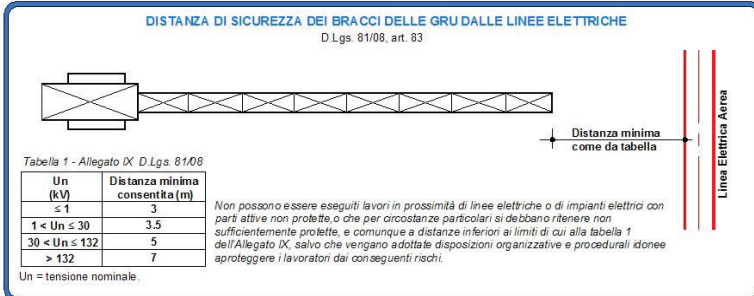 DISTANZA DI SICUREZZA DEI BRACCI DELLE GRU DALLE LINEE ELETTRICHE
D.Lgs. 81/08, art. 83
Distanza minima
come da tabella
Linea Elettrica Aerea
Tabella 1 - Allegato IX D.Lgs. 81/08
Un
(kV)
Distanza minima
consentita (m)
≤ 1
3
1 < Un ≤ 30
3.5
30 < Un ≤ 132
5
> 132
7
Un = tensione nominale.
Non possono essere eseguiti lavori in prossimità di linee elettriche o di impianti elettrici con
parti attive non protette,o che per circostanze particolari si debbano ritenere non
sufficientemente protette, e comunque a distanze inferiori ai limiti di cui alla tabella 1
dell'Allegato IX, salvo che vengano adottate disposizioni organizzative e procedurali idonee
aproteggere i lavoratori dai conseguenti rischi.